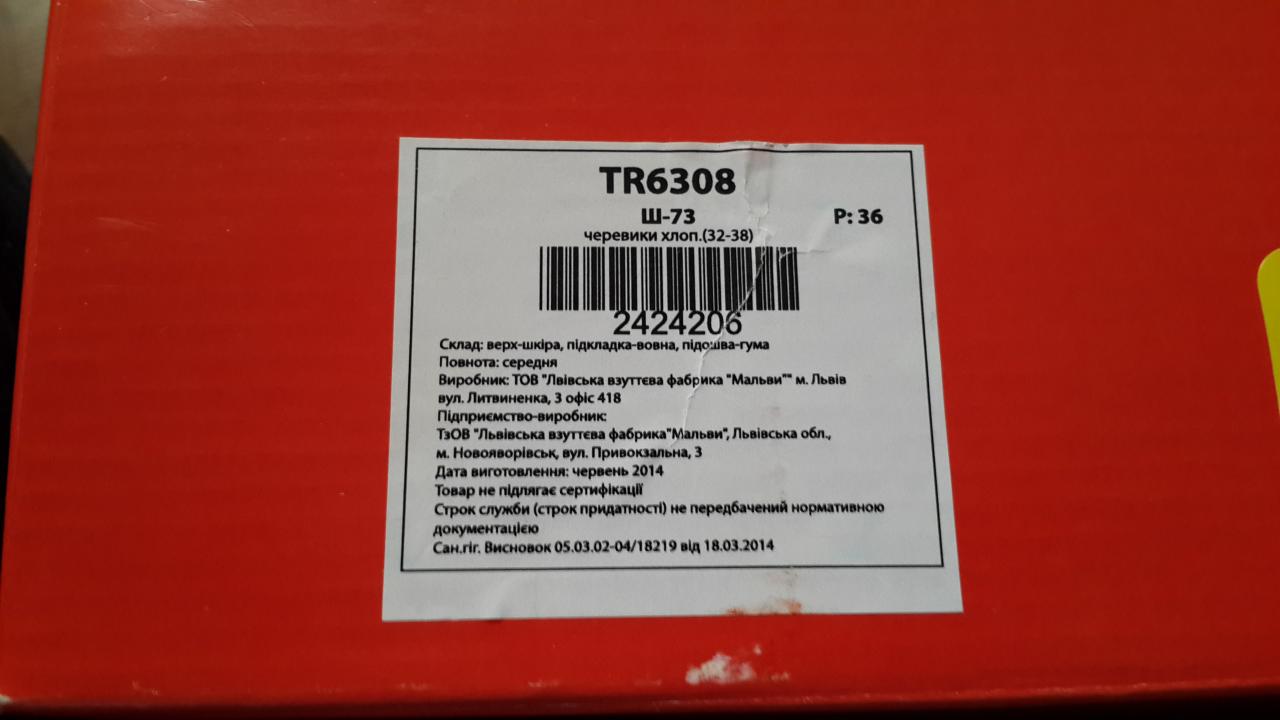 TR6308
Ш-73
Р: 36
черевики хлоп.(32-38)
2424206
Склад: верх-шкіра, підкладка-вовна, підошва-гума
Повнота: середня
Виробник: ТОВ "Лвівська взуттєва фабрика "Мальви"" м. Львів
вул. Литвиненка, 3 офіс 418
Підприємство-виробник:
ТзОВ "Львівська взуттєва фабрика"Мальви", Львівська обл.,
м. Новояворівськ, вул. Привокзальна, 3
Дата виготовлення: червень 2014
Товар не підлягає сертифікації
Строк служби (строк придатності) не передбачений нормативною
документацією
Сан.гіг. Висновок 05.03.02-04/18219 від 18.03.2014